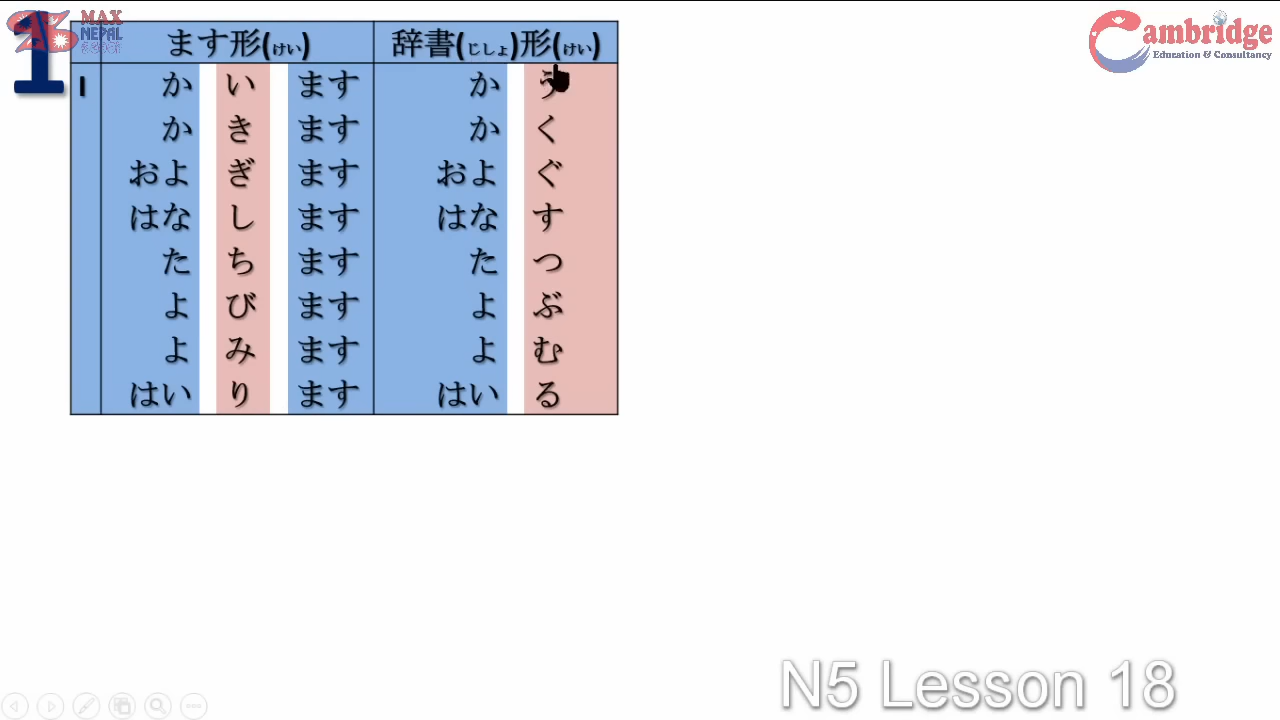 1
MAX
NEPAL
ます形(けい) 辞書(じしょ)形(けい)
Cambridge
Education & Consultancy
I か い ます か う
か き ます か く
およ ぎ ます およ ぐ
はな し ます はな す
た ち ます た つ
よ び ます よ ぶ
よ み ます よ む
はい り ます はい る
N5 Lesson 18